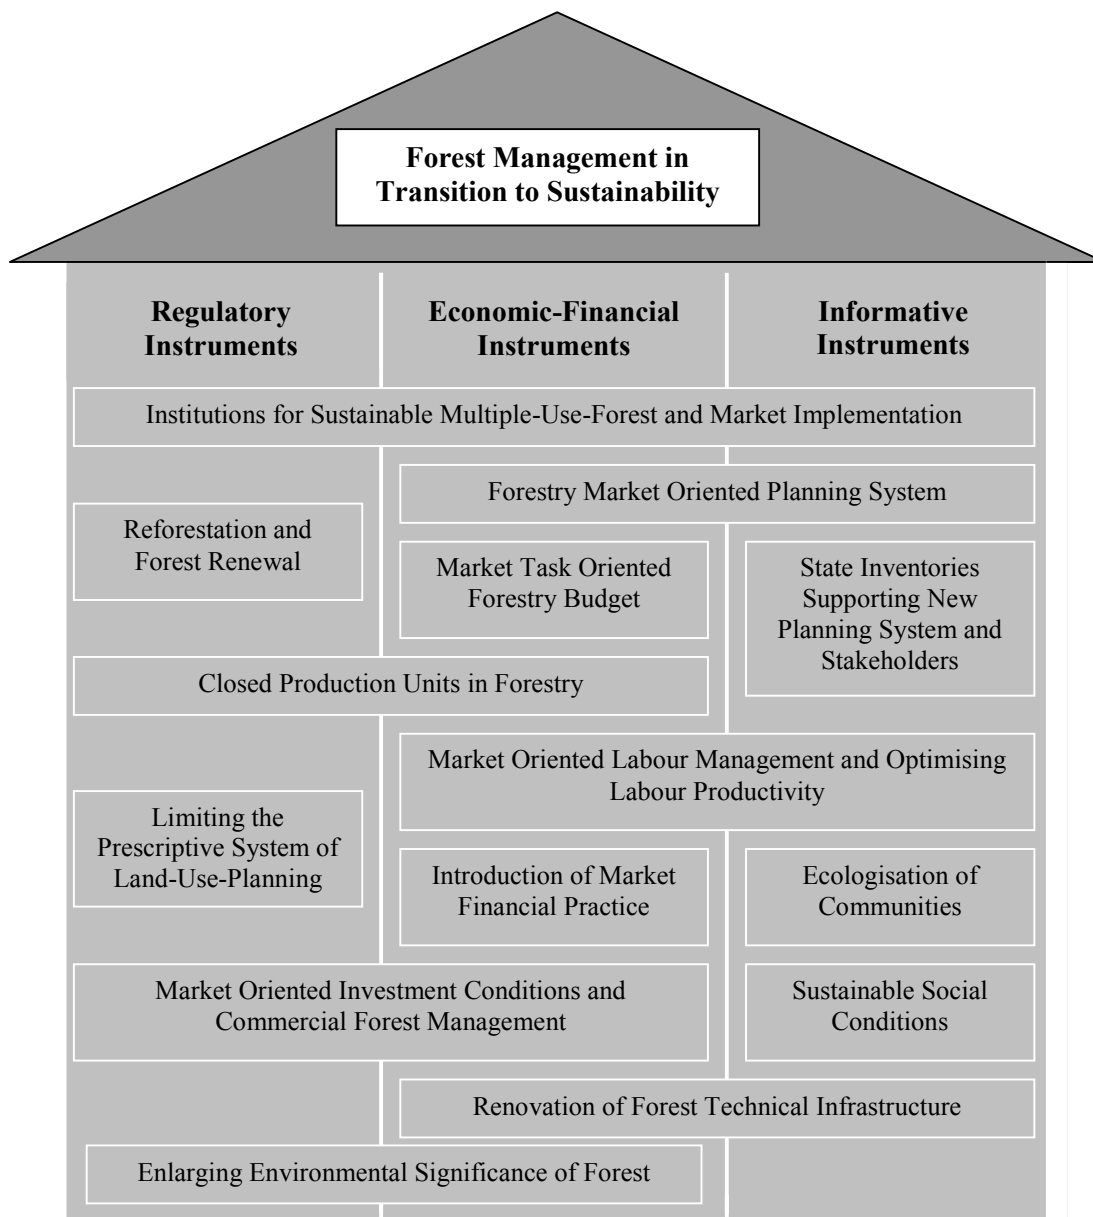 Forest Management in
Transition to Sustainability
Regulatory
Instruments
Economic-Financial
Instruments
Informative
Instruments
Institutions for Sustainable Multiple-Use-Forest and Market Implementation
Forestry Market Oriented Planning System
Reforestation and
Forest Renewal
Market Task Oriented
Forestry Budget
State Inventories
Supporting New
Planning System and
Stakeholders
Closed Production Units in Forestry
Market Oriented Labour Management and Optimising
Labour Productivity
Limiting the
Prescriptive System of
Land-Use-Planning
Introduction of Market
Financial Practice
Ecologisation of
Communities
Market Oriented Investment Conditions and
Commercial Forest Management
Sustainable Social
Conditions
Renovation of Forest Technical Infrastructure
Enlarging Environmental Significance of Forest